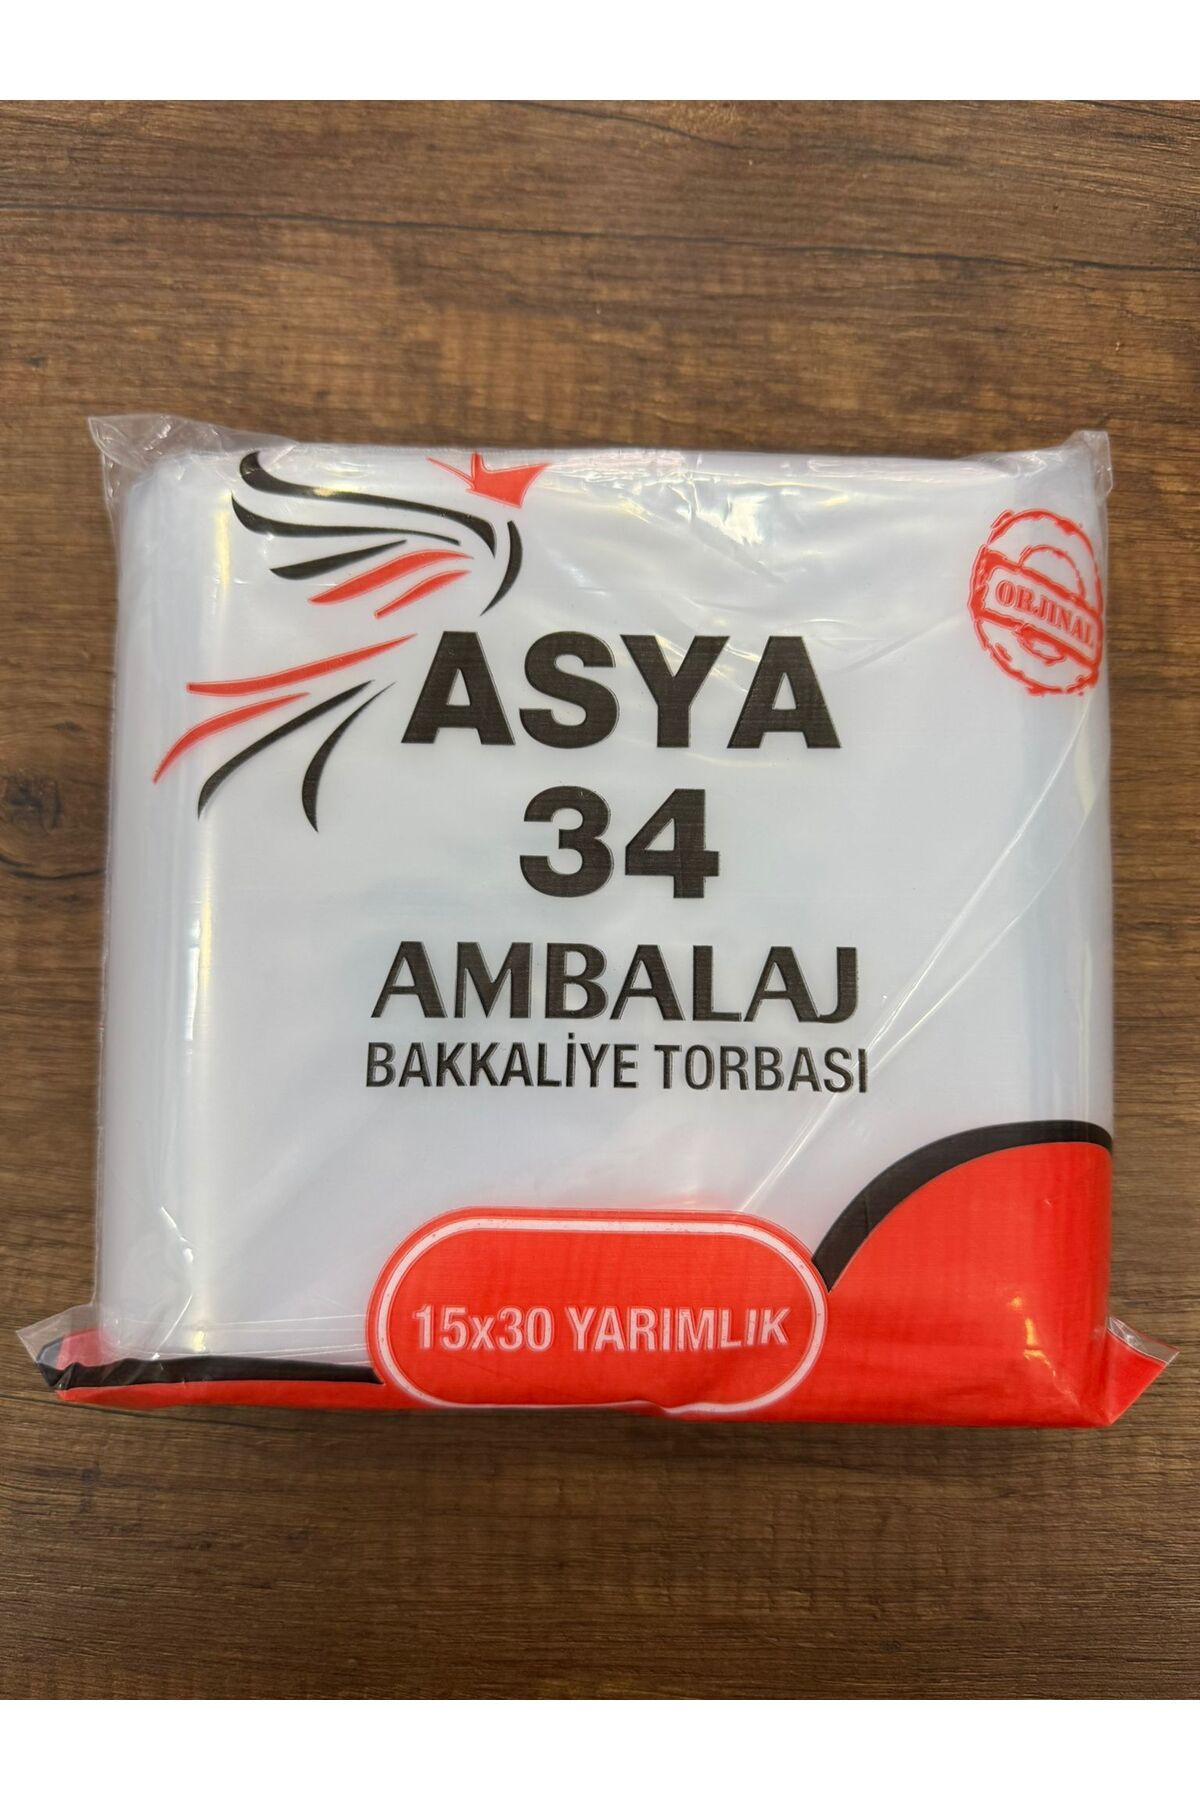 ORJINAL
ASYA
34
AMBALAJ
BAKKALİYE TORBASI
15x30 YARIMLIK